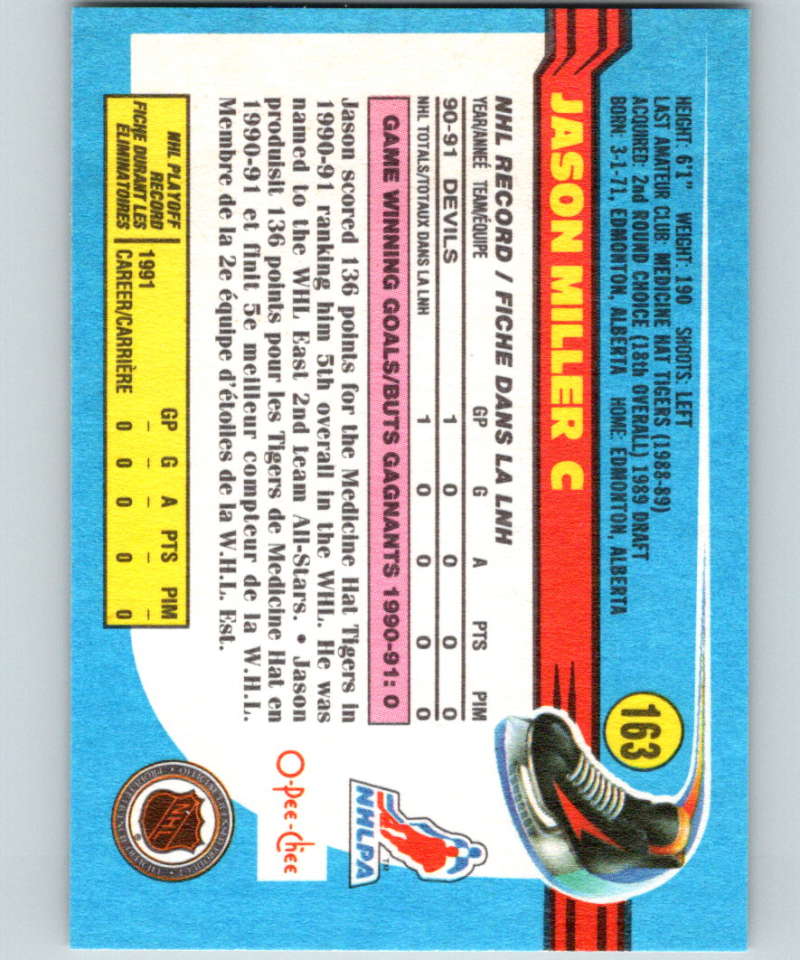 163
HEIGHT: 6'1" WEIGHT: 190 SHOOTS: LEFT
LAST AMATEUR CLUB: MEDICINE HAT TIGERS (1988-89)
ACQUIRED: 2nd ROUND CHOICE (18th OVERALL) 1989 DRAFT
BORN: 3-1-71, EDMONTON, ALBERTA HOME: EDMONTON, ALBERTA
JASON MILLER C
NHL RECORD / FICHE DANS LA LNH
YEAR/ANNEÉ TEAM/ÉQUIPE GP G A PTS PIM
90-91 DEVILS 1 0 0 0 0
NHL TOTALS/TOTAUX DANS LA LNH 1 0 0 0 0
GAME WINNING GOALS/BUTS GAGNANTS 1990-91: 0
Jason scored 136 points for the Medicine Hat Tigers in
1990-91 ranking him 5th overall in the WHL. He was
named to the WHL East 2nd Team All-Stars. • Jason
produisit 136 points pour les Tigers de Medicine Hat en
1990-91 et finit 5e meilleur compteur de la W.H.L.
Membre de la 2e équipe d'étoiles de la W.H.L. Est.
NHL PLAYOFF
RECORD
FICHE DURANT LES
ÉLIMINATOIRES
GP G A PTS PIM
1991 – – – – –
CAREER/CARRIÈRE 0 0 0 0 0
NHLPA
TM
O-Pee-Chee
NHL